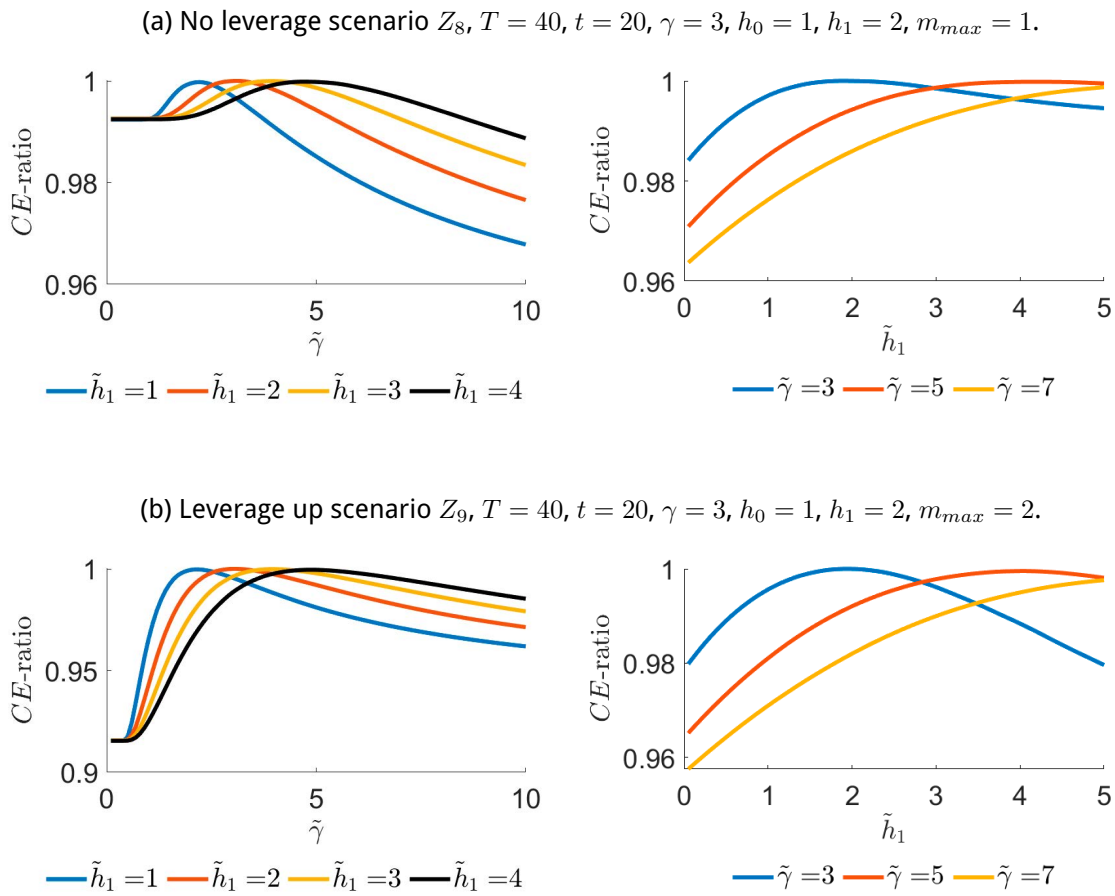 (a) No leverage scenario Z₈, T = 40, t = 20, γ = 3, h₀ = 1, h₁ = 2, m_max = 1.
1
0.98
0.96
CE-ratio
0
5
10
γ̃
h̃₁ =1 h̃₁ =2 h̃₁ =3 h̃₁ =4
1
0.98
0.96
CE-ratio
0 1 2 3 4 5
h̃₁
γ̃ =3 γ̃ =5 γ̃ =7
(b) Leverage up scenario Z₉, T = 40, t = 20, γ = 3, h₀ = 1, h₁ = 2, m_max = 2.
1
0.95
0.9
CE-ratio
0
5
10
γ̃
h̃₁ =1 h̃₁ =2 h̃₁ =3 h̃₁ =4
1
0.98
0.96
CE-ratio
0 1 2 3 4 5
h̃₁
γ̃ =3 γ̃ =5 γ̃ =7